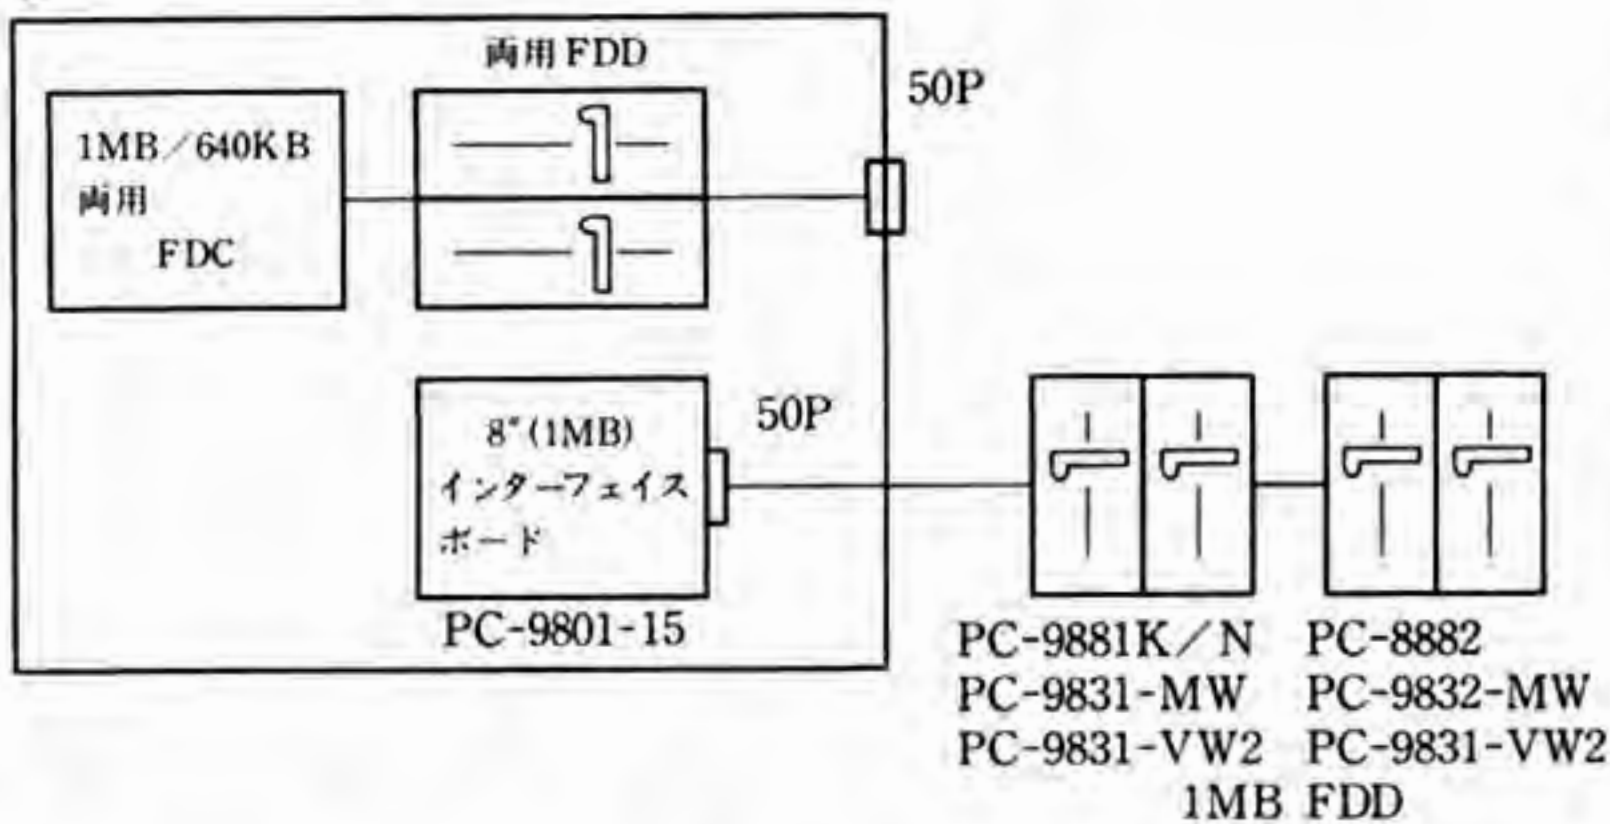 両用FDD
50P
1MB／640KB
両用
FDC
8"(1MB)
インターフェイス
ボード
50P
PC-9801-15
PC-9881K／N
PC-9831-MW
PC-9831-VW2
PC-8882
PC-9832-MW
PC-9831-VW2
1MB FDD